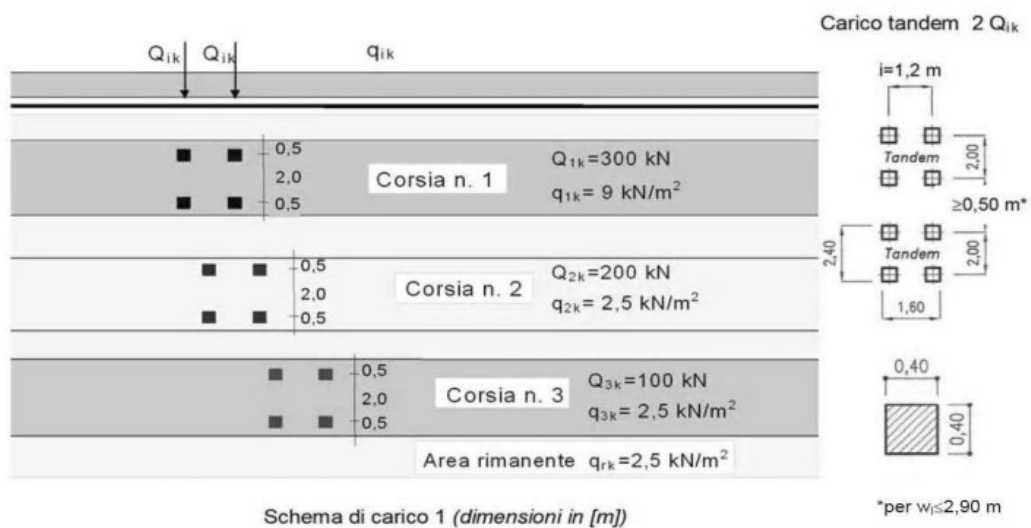 Carico tandem 2 Qik
Qik Qik qik
i=1,2 m
0,5
2,0
0,5
Corsia n. 1
Q1k=300 kN
q1k= 9 kN/m²
Tandem
2,00
≥0,50 m*
0,5
2,0
0,5
Corsia n. 2
Q2k=200 kN
q2k= 2,5 kN/m²
2,40
Tandem
2,00
1,60
0,5
2,0
0,5
Corsia n. 3
Q3k=100 kN
q3k= 2,5 kN/m²
0,40
0,40
Area rimanente qrk=2,5 kN/m²
*per wl≤2,90 m
Schema di carico 1 (dimensioni in [m])